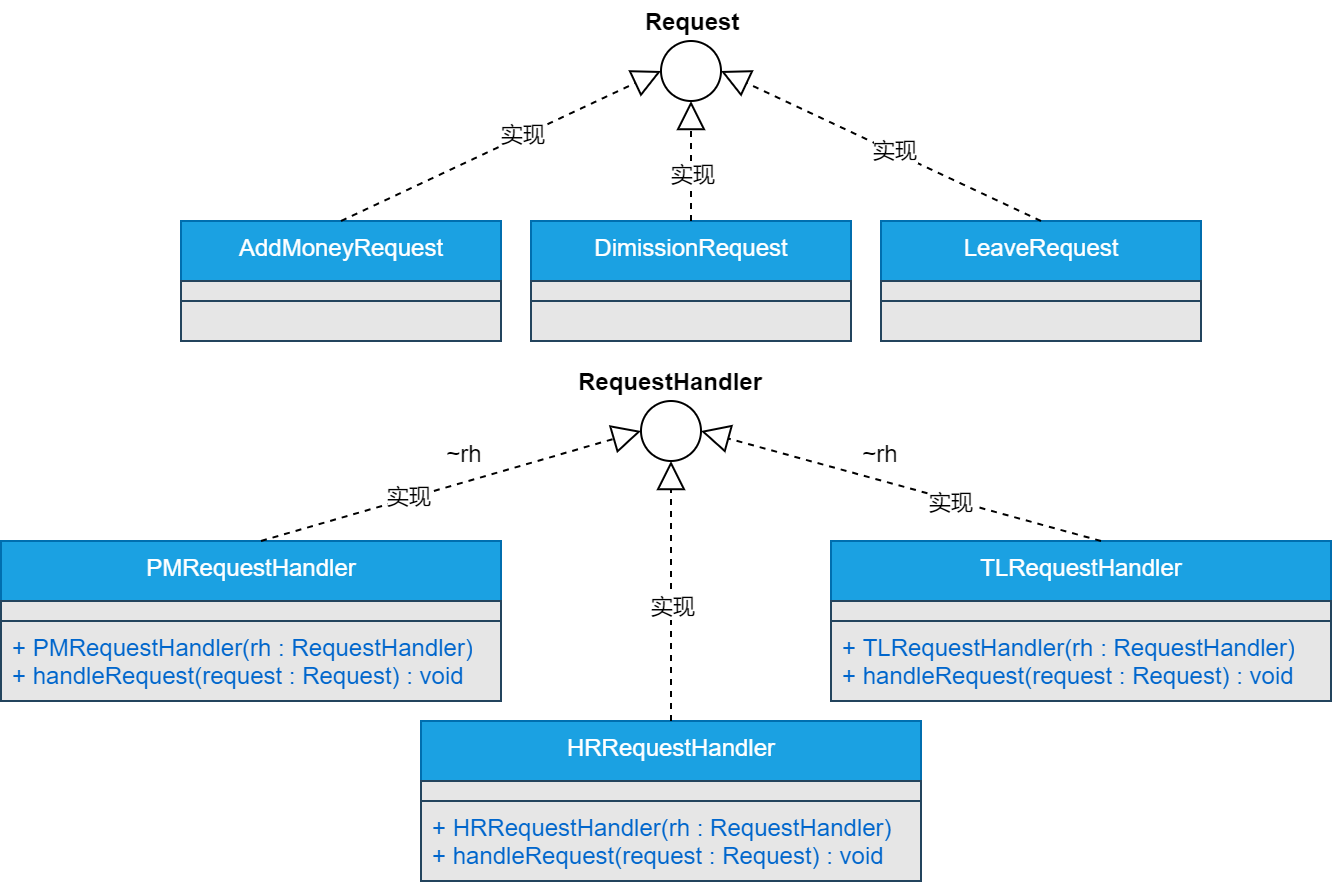 Request
实现
实现
实现
AddMoneyRequest
DimissionRequest
LeaveRequest
RequestHandler
~rh
~rh
实现
实现
实现
PMRequestHandler
+ PMRequestHandler(rh : RequestHandler)
+ handleRequest(request : Request) : void
TLRequestHandler
+ TLRequestHandler(rh : RequestHandler)
+ handleRequest(request : Request) : void
HRRequestHandler
+ HRRequestHandler(rh : RequestHandler)
+ handleRequest(request : Request) : void